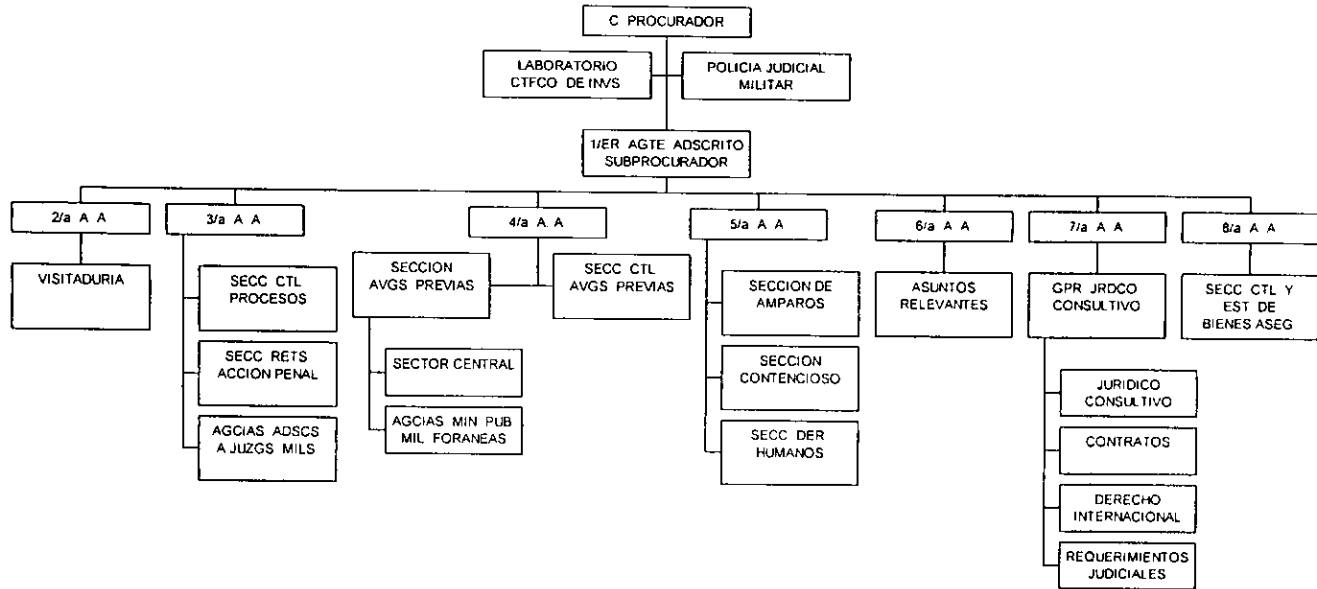 C PROCURADOR
LABORATORIO
CTFCO DE INVS
POLICIA JUDICIAL
MILITAR
1/ER AGTE ADSCRITO
SUBPROCURADOR
2/a A A
3/a A A
4/a A A
5/a A A
6/a A A
7/a A A
8/a A A
VISITADURIA
SECC CTL
PROCESOS
SECC RETS
ACCION PENAL
AGCIAS ADSCS
A JUZGS MILS
SECCION
AVGS PREVIAS
SECC CTL
AVGS PREVIAS
SECTOR CENTRAL
AGCIAS MIN PUB
MIL FORANEAS
SECCION DE
AMPAROS
SECCION
CONTENCIOSO
SECC DER
HUMANOS
ASUNTOS
RELEVANTES
GPR JRDCO
CONSULTIVO
JURIDICO
CONSULTIVO
CONTRATOS
DERECHO
INTERNACIONAL
REQUERIMIENTOS
JUDICIALES
SECC CTL Y
EST DE
BIENES ASEG